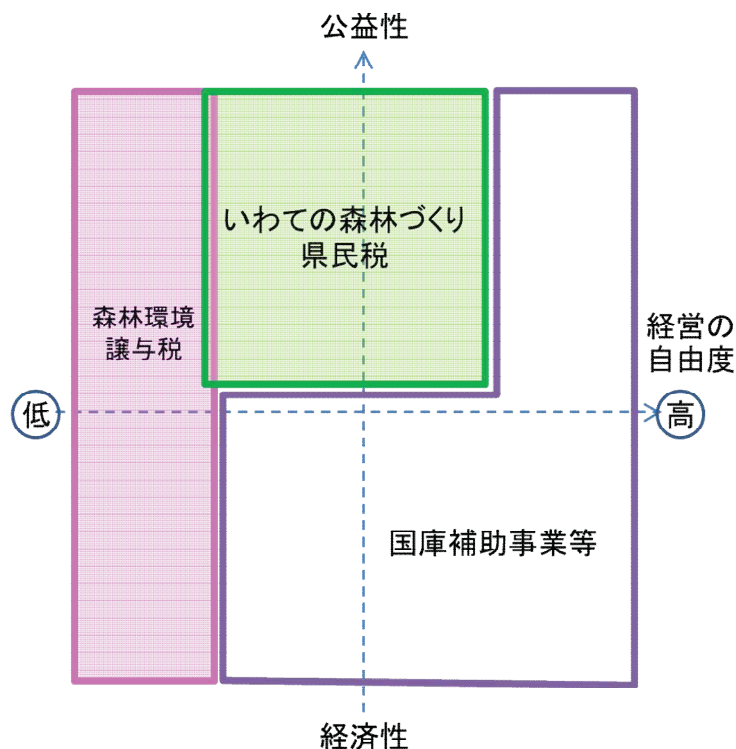 公益性
いわての森林づくり
県民税
森林環境
譲与税
経営の
自由度
低
高
国庫補助事業等
経済性